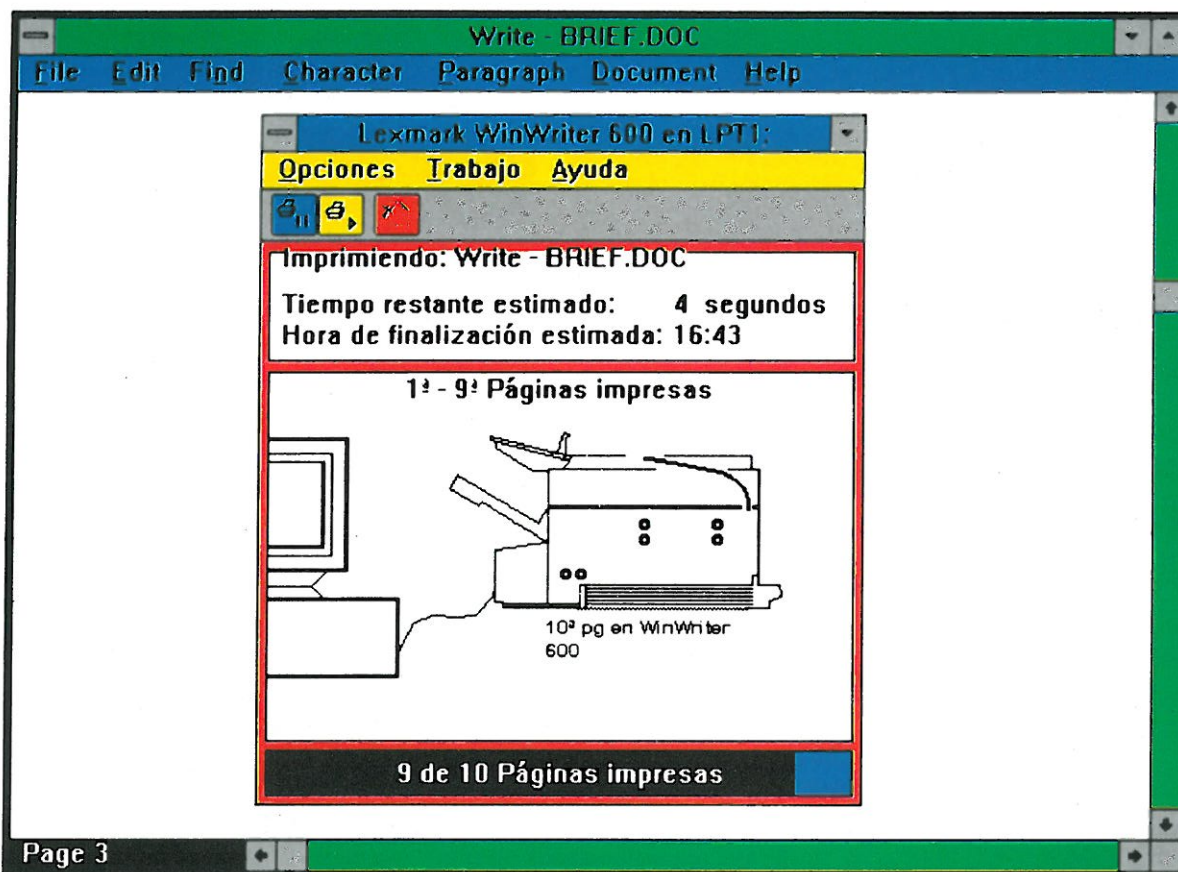 Write - BRIEF.DOC
File Edit Find Character Paragraph Document Help
Lexmark WinWriter 600 en LPT1:
Opciones Trabajo Ayuda
Imprimiendo: Write - BRIEF.DOC
Tiempo restante estimado: 4 segundos
Hora de finalización estimada: 16:43
1ª - 9ª Páginas impresas
10ª pg en WinWriter
600
9 de 10 Páginas impresas
Page 3